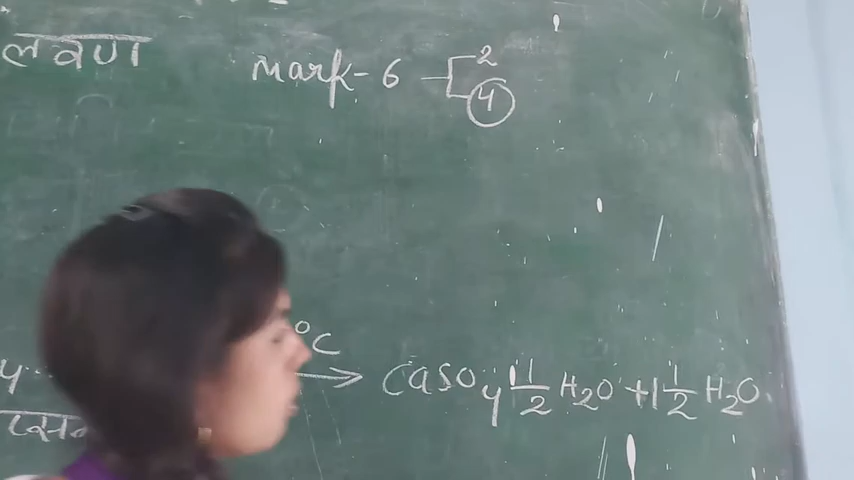 लवण
Mark - 6
2
4
°C
CaSO4 1/2 H2O + 1 1/2 H2O